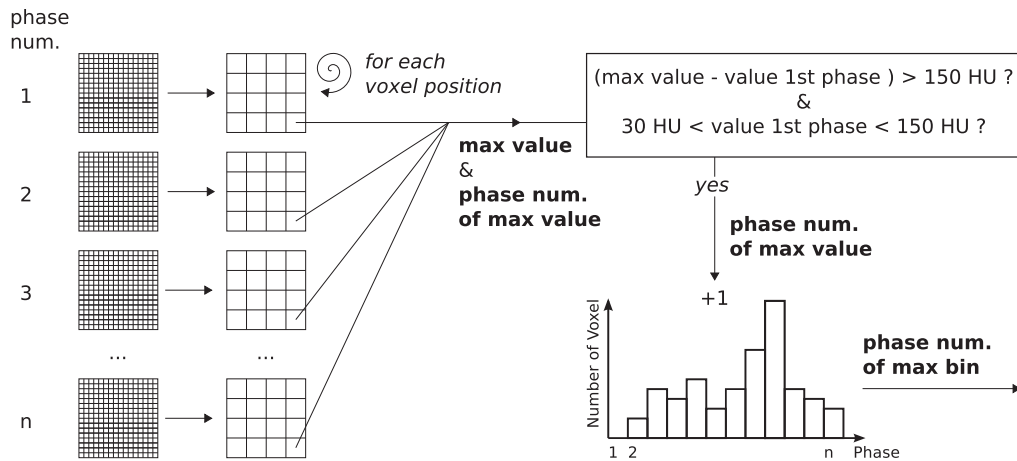 phase
num.
1
2
3
...
...
n
for each
voxel position
max value
&
phase num.
of max value
(max value - value 1st phase ) > 150 HU ?
&
30 HU < value 1st phase < 150 HU ?
yes
phase num.
of max value
+1
Number of Voxel
1 2
n Phase
phase num.
of max bin